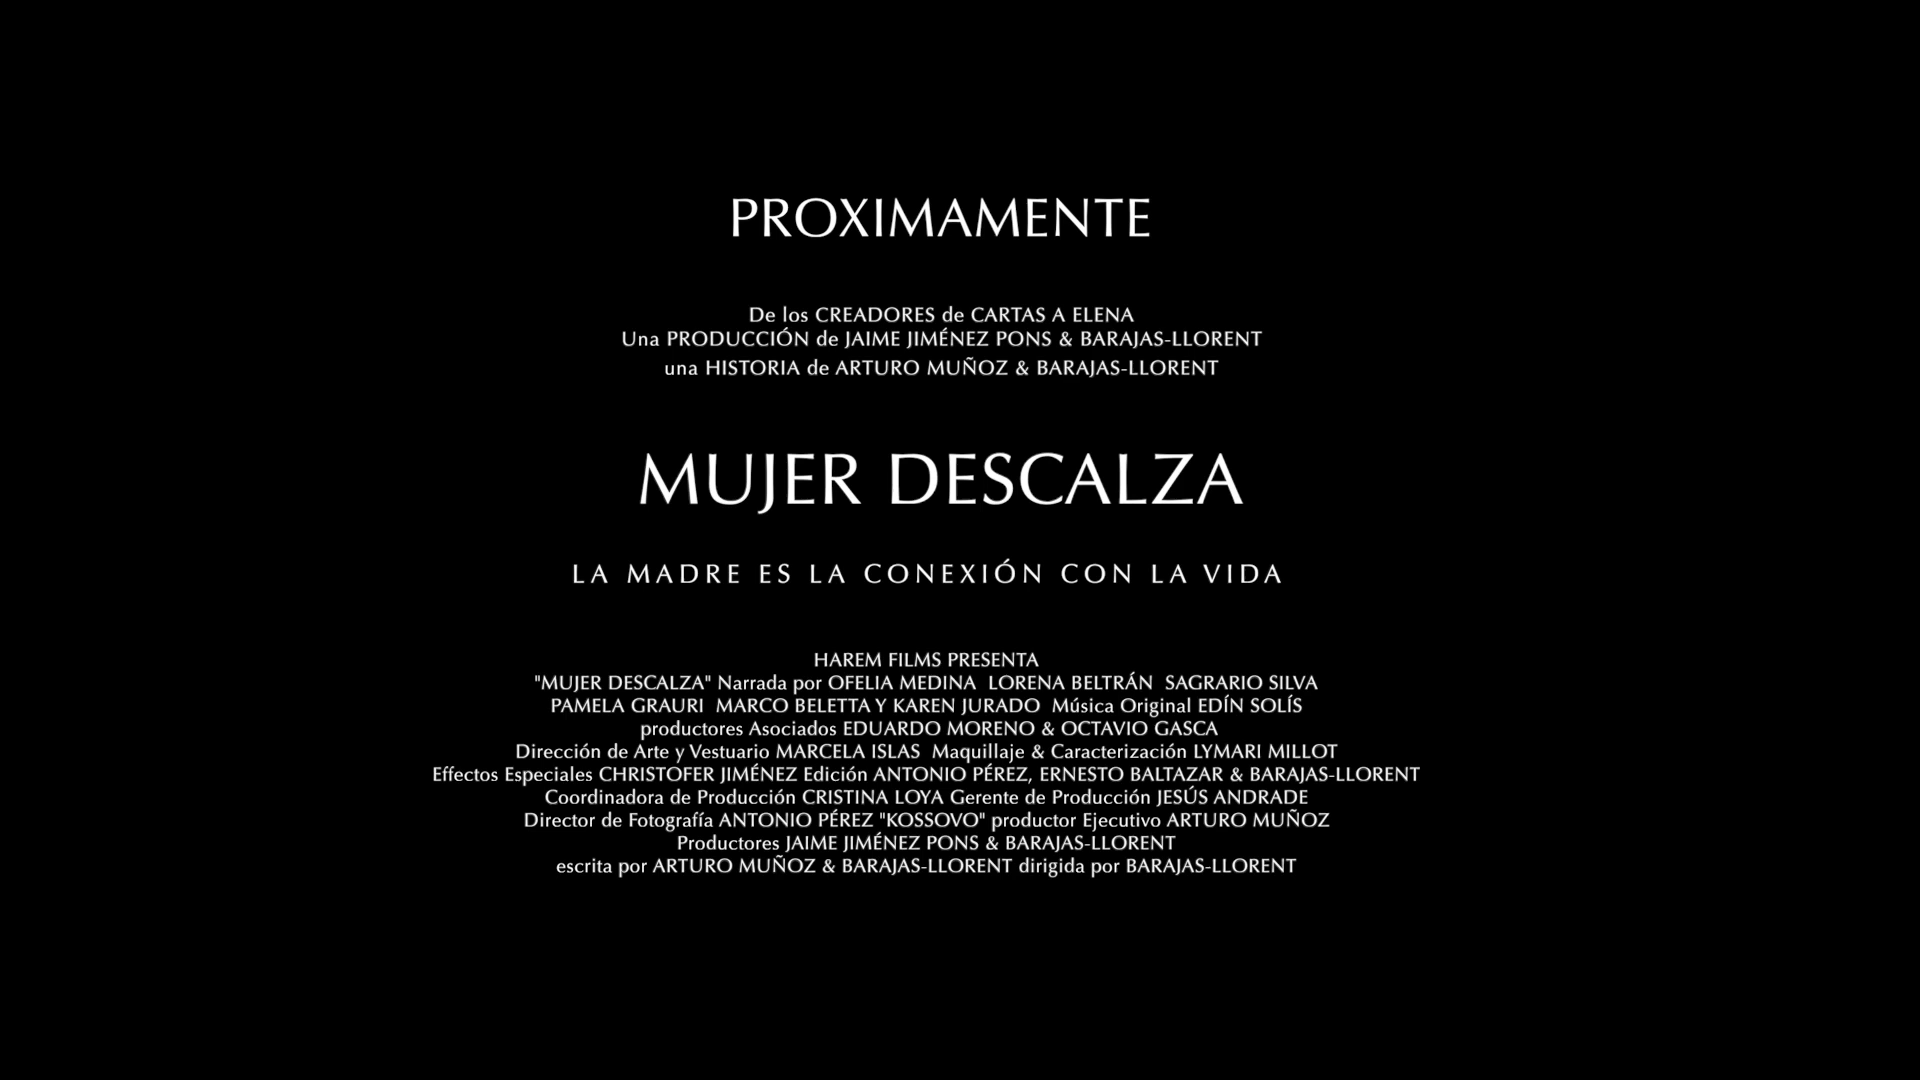 PROXIMAMENTE
De los CREADORES de CARTAS A ELENA
Una PRODUCCIÓN de JAIME JIMÉNEZ PONS & BARAJAS-LLORENT
una HISTORIA de ARTURO MUÑOZ & BARAJAS-LLORENT
MUJER DESCALZA
LA MADRE ES LA CONEXIÓN CON LA VIDA
HAREM FILMS PRESENTA
"MUJER DESCALZA" Narrada por OFELIA MEDINA LORENA BELTRÁN SAGRARIO SILVA
PAMELA GRAURI MARCO BELETTA Y KAREN JURADO Música Original EDÍN SOLÍS
productores Asociados EDUARDO MORENO & OCTAVIO GASCA
Dirección de Arte y Vestuario MARCELA ISLAS Maquillaje & Caracterización LYMARI MILLOT
Effectos Especiales CHRISTOFER JIMÉNEZ Edición ANTONIO PÉREZ, ERNESTO BALTAZAR & BARAJAS-LLORENT
Coordinadora de Producción CRISTINA LOYA Gerente de Producción JESÚS ANDRADE
Director de Fotografía ANTONIO PÉREZ "KOSSOVO" productor Ejecutivo ARTURO MUÑOZ
Productores JAIME JIMÉNEZ PONS & BARAJAS-LLORENT
escrita por ARTURO MUÑOZ & BARAJAS-LLORENT dirigida por BARAJAS-LLORENT